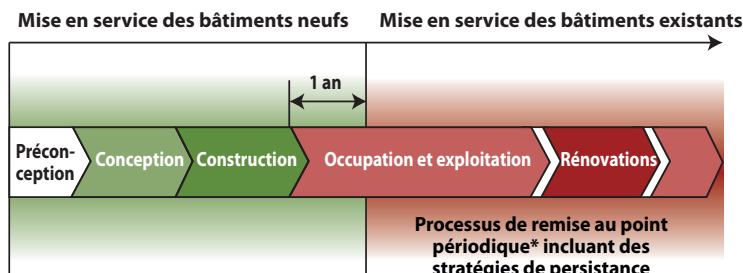 Mise en service des bâtiments neufs
Mise en service des bâtiments existants
1 an
Précon-
ception
Conception
Construction
Occupation et exploitation
Rénovations
Processus de remise au point
périodique* incluant des
stratégies de persistance